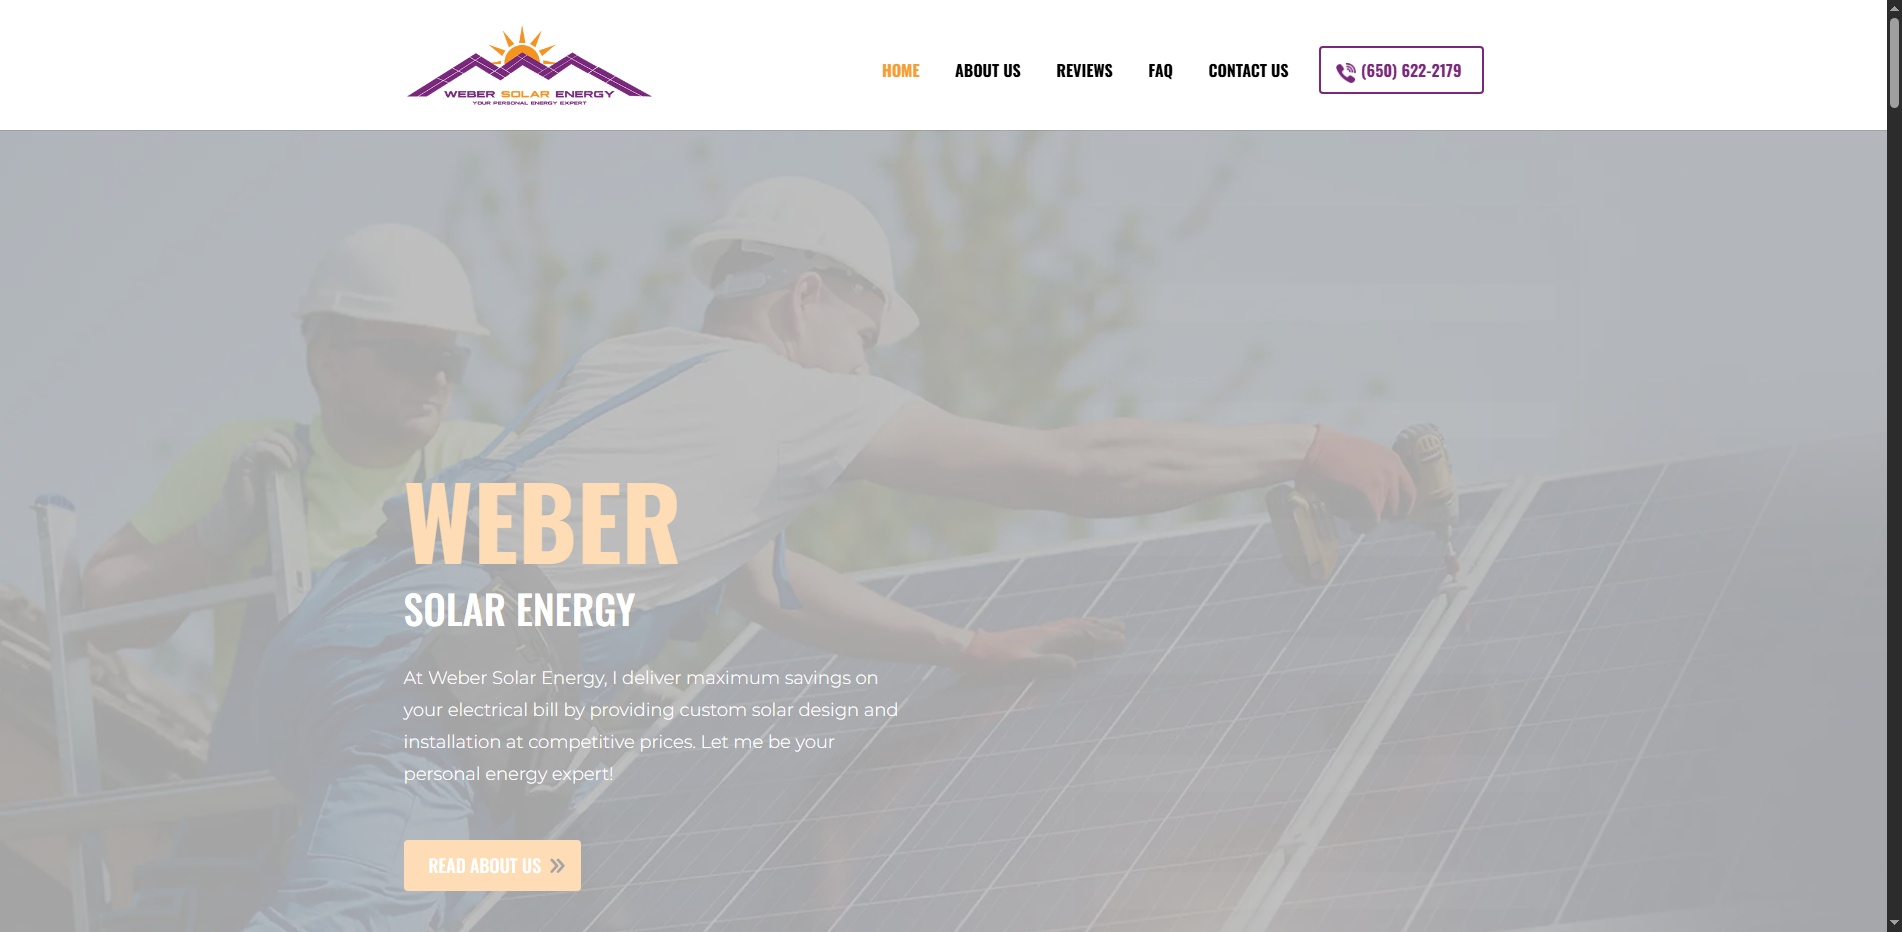 WEBER SOLAR ENERGY
YOUR PERSONAL ENERGY EXPERT
HOME ABOUT US REVIEWS FAQ CONTACT US (650) 622-2179
WEBER
SOLAR ENERGY
At Weber Solar Energy, I deliver maximum savings on
your electrical bill by providing custom solar design and
installation at competitive prices. Let me be your
personal energy expert!
READ ABOUT US